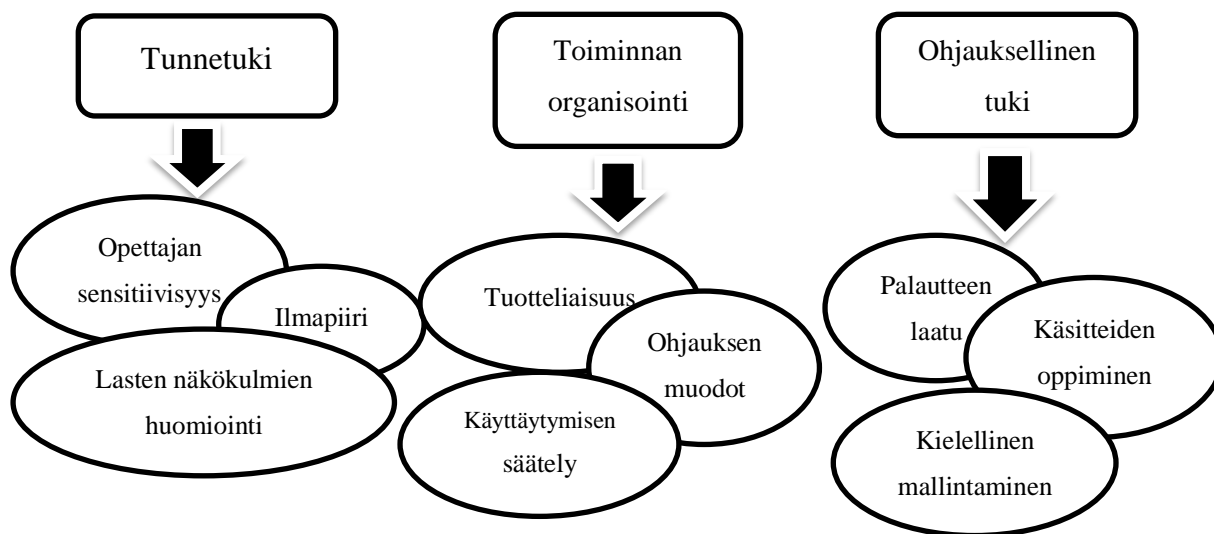 Tunnetuki
Toiminnan
organisointi
Ohjauksellinen
tuki
Opettajan
sensitiivisyys
Ilmapiiri
Lasten näkökulmien
huomiointi
Tuotteliaisuus
Ohjauksen
muodot
Käyttäytymisen
säätely
Palautteen
laatu
Käsitteiden
oppiminen
Kielellinen
mallintaminen